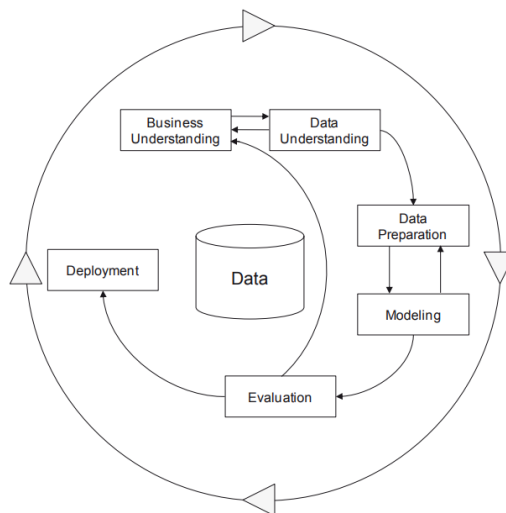 Business
Understanding
Data
Understanding
Data
Preparation
Deployment
Data
Modeling
Evaluation